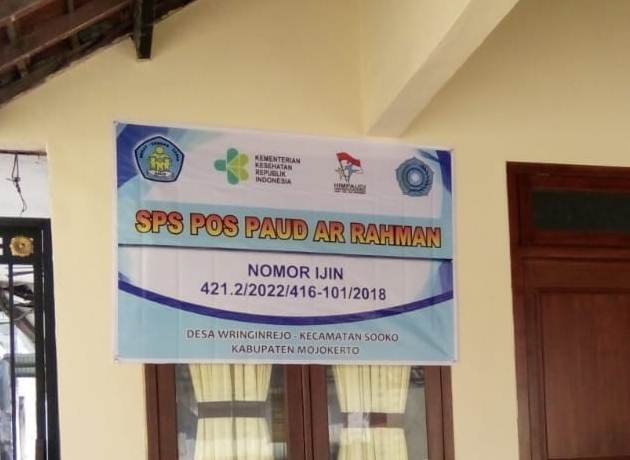 KEMENTERIAN
KESEHATAN
REPUBLIK
INDONESIA
HIMPAUDI
SPS POS PAUD AR RAHMAN
NOMOR IJIN
421.2/2022/416-101/2018
DESA WRINGINREJO - KECAMATAN SOOKO
KABUPATEN MOJOKERTO